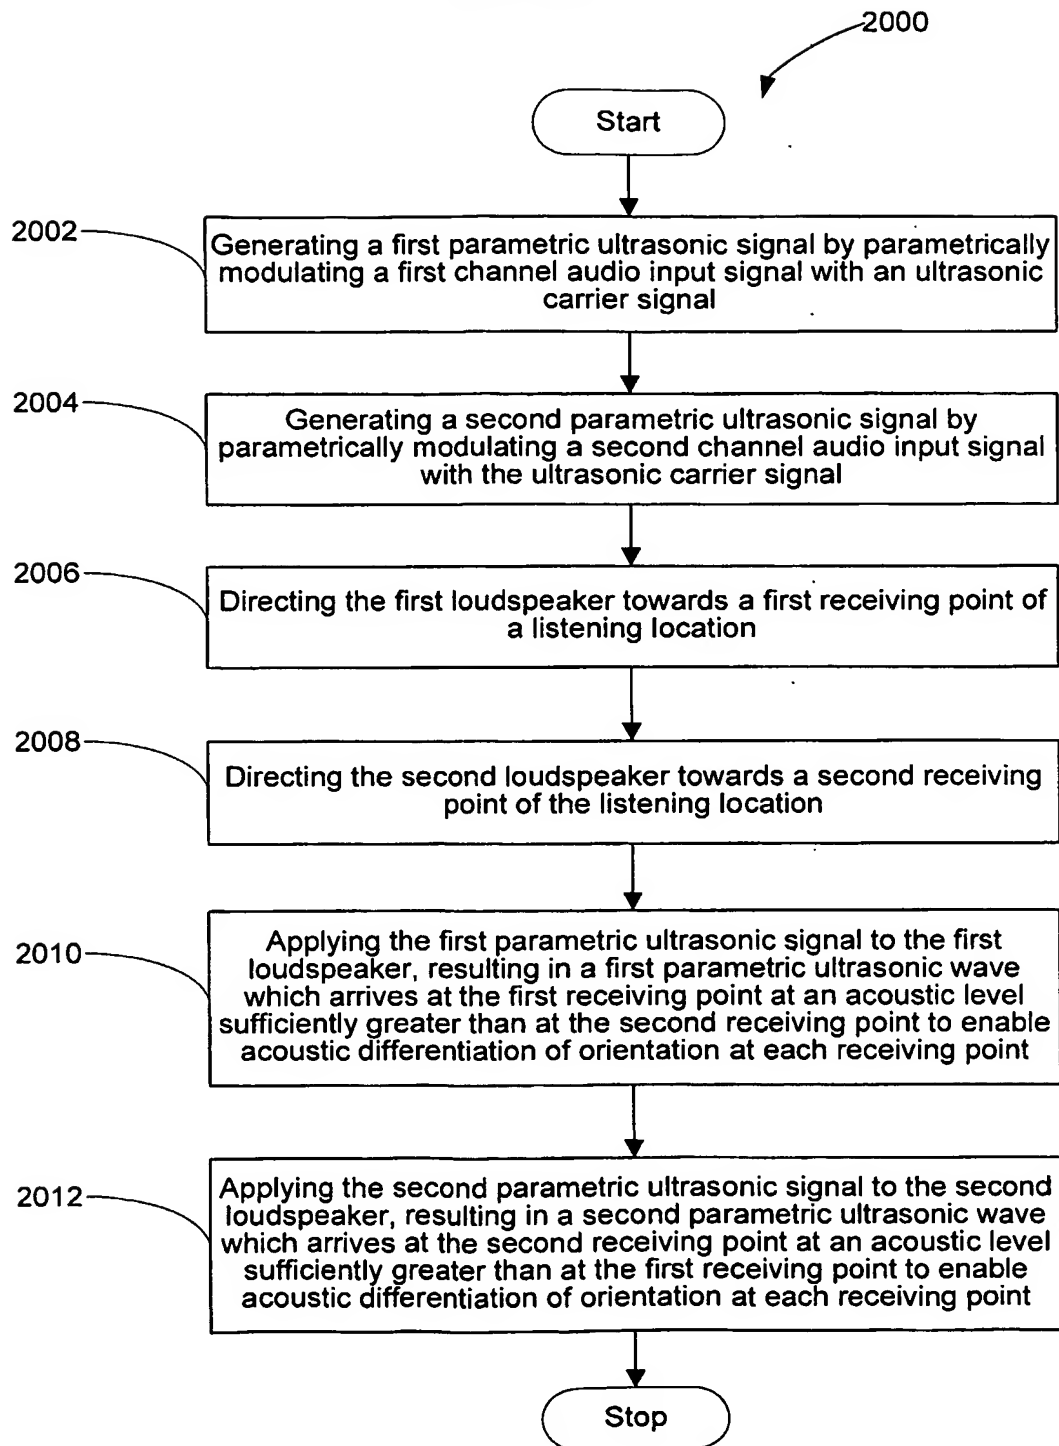 2000
Start
2002
Generating a first parametric ultrasonic signal by parametrically
modulating a first channel audio input signal with an ultrasonic
carrier signal
2004
Generating a second parametric ultrasonic signal by
parametrically modulating a second channel audio input signal
with the ultrasonic carrier signal
2006
Directing the first loudspeaker towards a first receiving point of
a listening location
2008
Directing the second loudspeaker towards a second receiving
point of the listening location
2010
Applying the first parametric ultrasonic signal to the first
loudspeaker, resulting in a first parametric ultrasonic wave
which arrives at the first receiving point at an acoustic level
sufficiently greater than at the second receiving point to enable
acoustic differentiation of orientation at each receiving point
2012
Applying the second parametric ultrasonic signal to the second
loudspeaker, resulting in a second parametric ultrasonic wave
which arrives at the second receiving point at an acoustic level
sufficiently greater than at the first receiving point to enable
acoustic differentiation of orientation at each receiving point
Stop